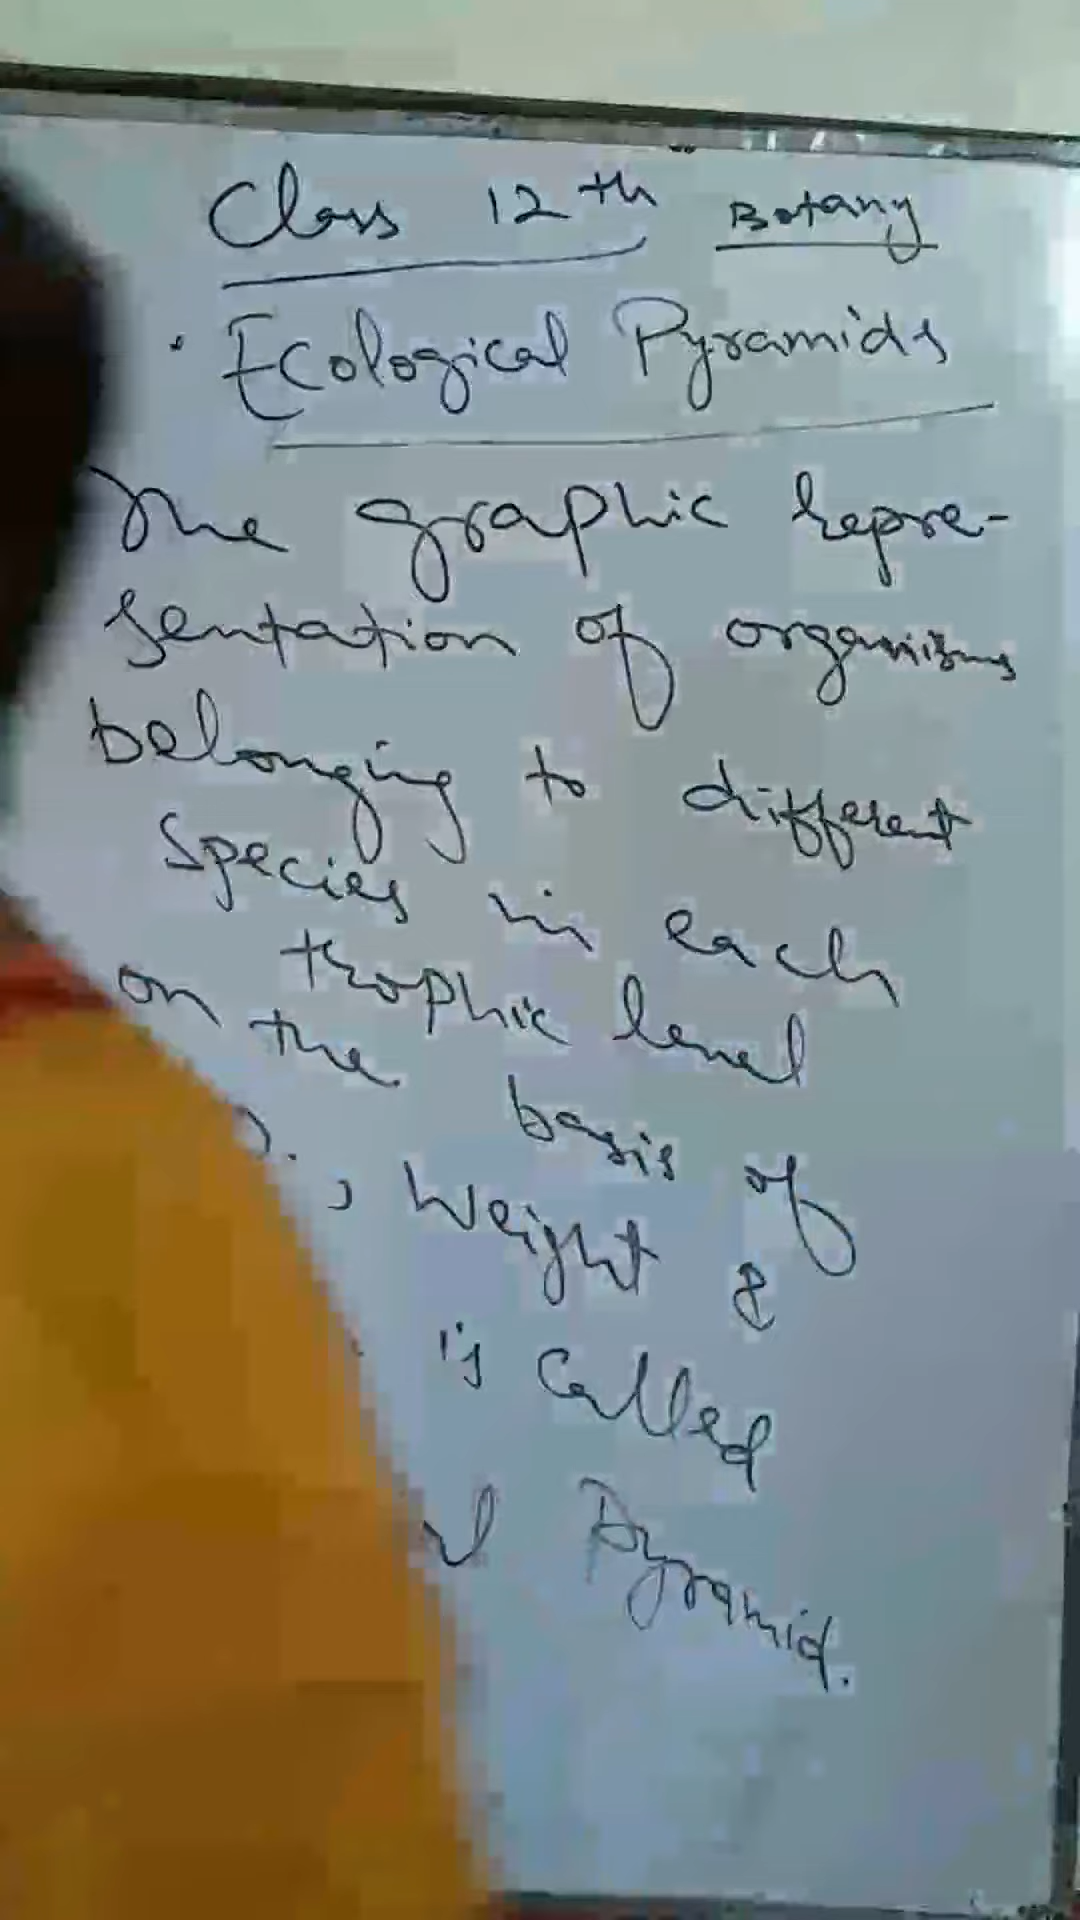 Class 12th Botany
• Ecological Pyramids
The graphic repre-
sentation of organisms
belonging to different
species in each
trophic level
on the basis of
, weight &
is called
Pyramid.